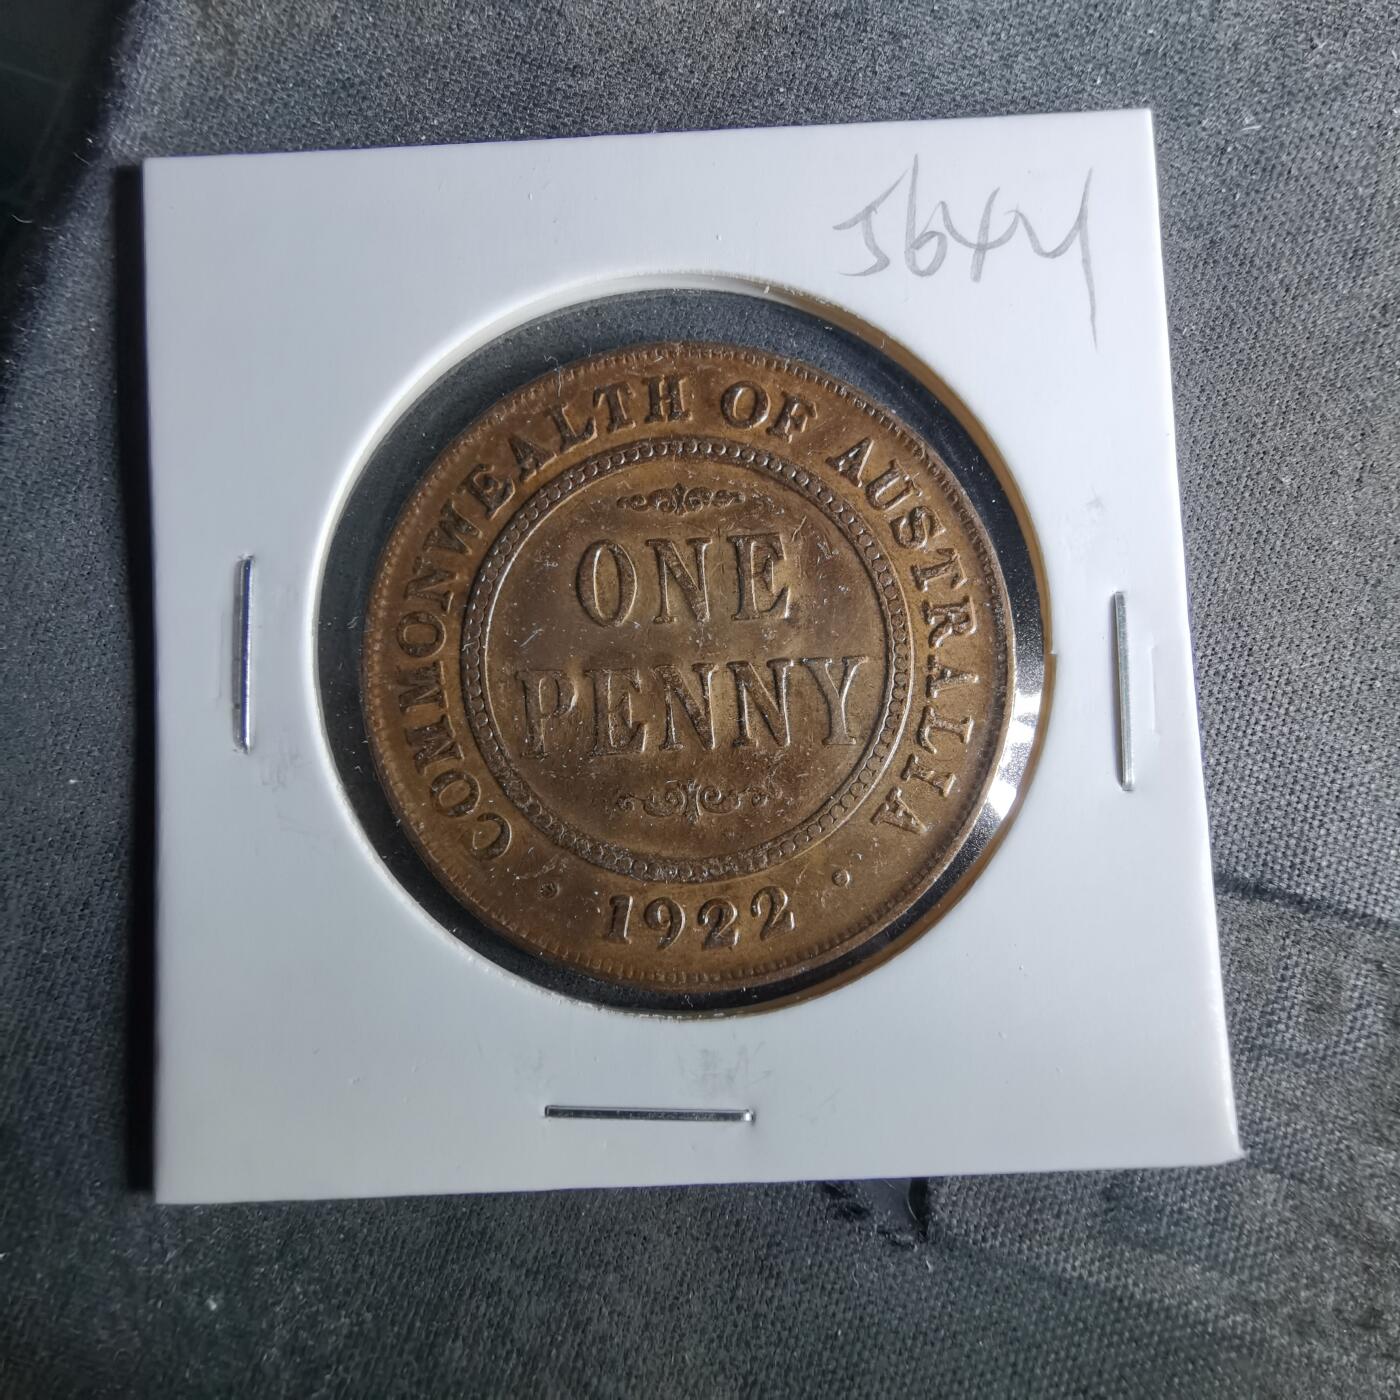 COMMONWEALTH OF AUSTRALIA
ONE
PENNY
1922